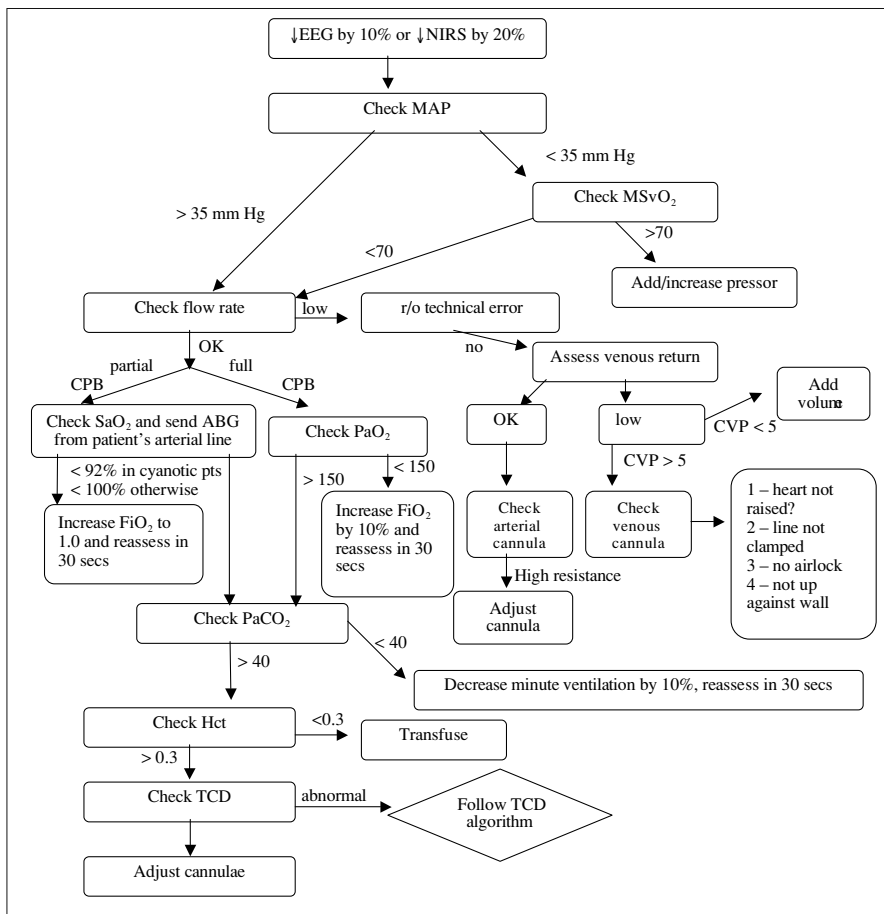 ↓EEG by 10% or ↓NIRS by 20%
Check MAP
< 35 mm Hg
> 35 mm Hg
Check MSvO₂
<70
>70
Add/increase pressor
Check flow rate
low
r/o technical error
no
Assess venous return
OK
partial
full
CPB
CPB
Check SaO₂ and send ABG
from patient's arterial line
Check PaO₂
OK
low
CVP < 5
Add
volume
CVP > 5
< 92% in cyanotic pts
< 100% otherwise
> 150
< 150
Increase FiO₂ to
1.0 and reassess in
30 secs
Increase FiO₂
by 10% and
reassess in 30
secs
Check
arterial
cannula
Check
venous
cannula
1 – heart not
raised?
2 – line not
clamped
3 – no airlock
4 – not up
against wall
High resistance
Adjust
cannula
Check PaCO₂
< 40
> 40
Decrease minute ventilation by 10%, reassess in 30 secs
Check Hct
<0.3
Transfuse
> 0.3
Check TCD
abnormal
Follow TCD
algorithm
Adjust cannulae